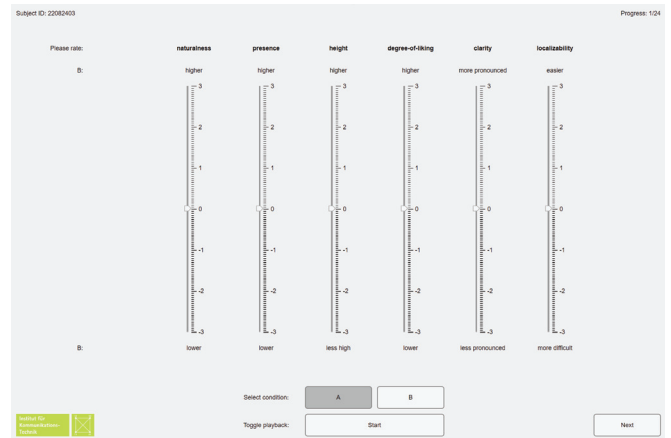 Subject ID: 22082403
Progress: 1/24
Please rate: naturalness presence height degree-of-liking clarity localizability
B: higher higher higher higher more pronounced easier
3 3 3 3 3 3
2 2 2 2 2 2
1 1 1 1 1 1
0 0 0 0 0 0
-1 -1 -1 -1 -1 -1
-2 -2 -2 -2 -2 -2
-3 -3 -3 -3 -3 -3
B: lower lower less high lower less pronounced more difficult
Select condition: A B
Toggle playback: Start
Next
Institut für
Kommunikations-
Technik